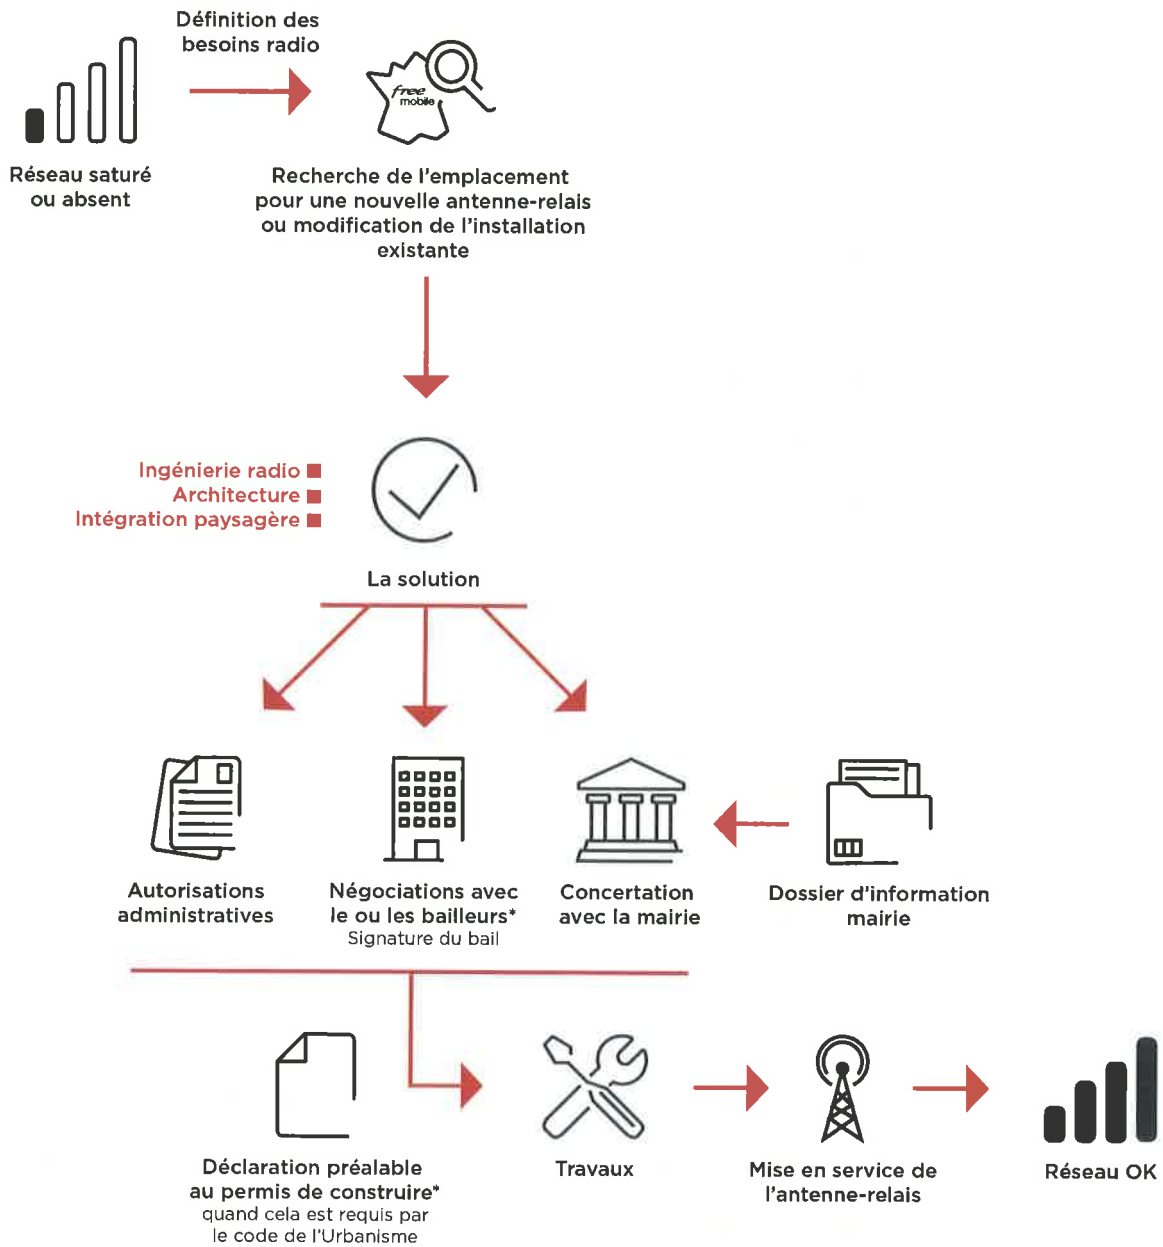 Définition des
besoins radio
free
mobile
Réseau saturé
ou absent
Recherche de l'emplacement
pour une nouvelle antenne-relais
ou modification de l'installation
existante
Ingénierie radio
Architecture
Intégration paysagère
La solution
Autorisations
administratives
Négociations avec
le ou les bailleurs*
Signature du bail
Concertation
avec la mairie
Dossier d'information
mairie
Déclaration préalable
au permis de construire*
quand cela est requis par
le code de l'Urbanisme
Travaux
Mise en service de
l'antenne-relais
Réseau OK